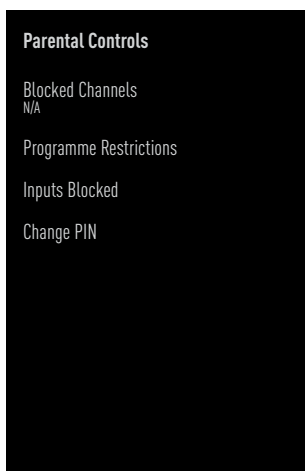 Parental Controls
Blocked Channels
N/A
Programme Restrictions
Inputs Blocked
Change PIN